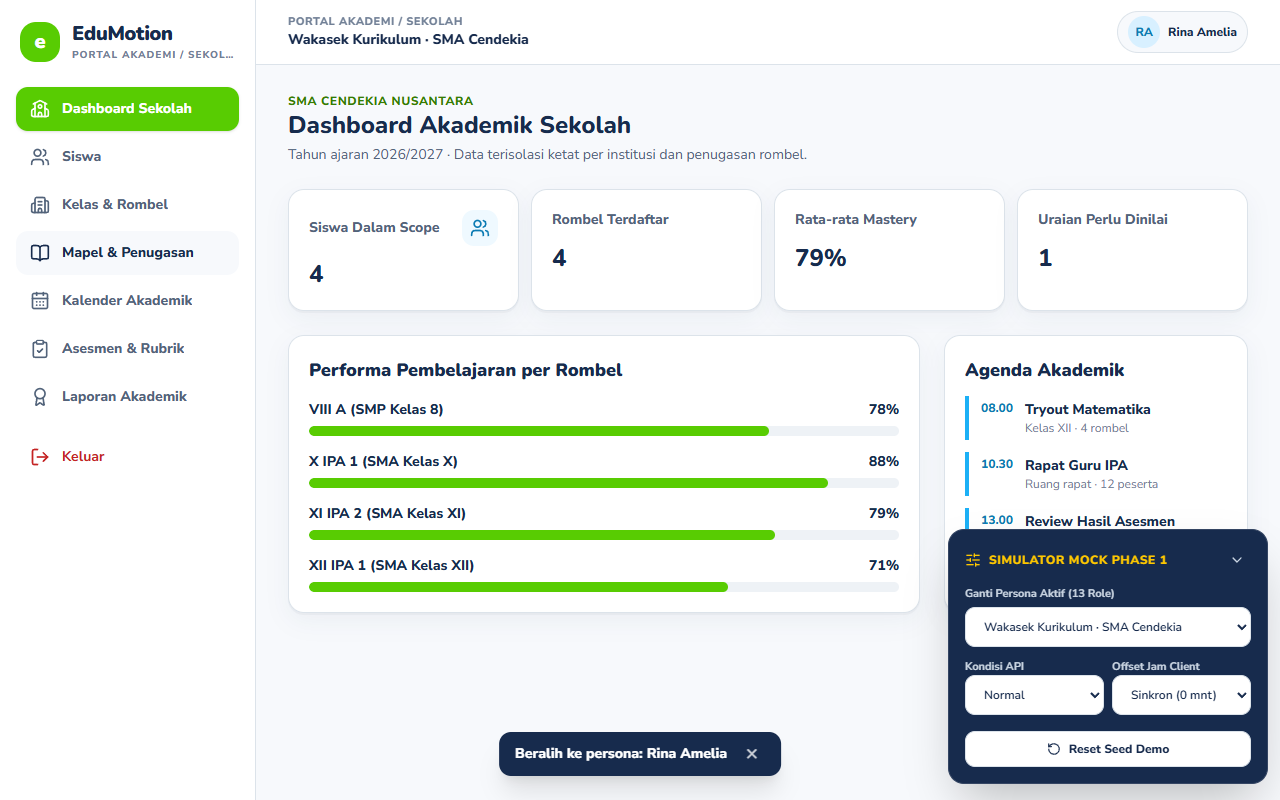 e
EduMotion
PORTAL AKADEMI / SEKOL...
Dashboard Sekolah
Siswa
Kelas & Rombel
Mapel & Penugasan
Kalender Akademik
Asesmen & Rubrik
Laporan Akademik
Keluar
PORTAL AKADEMI / SEKOLAH
Wakasek Kurikulum · SMA Cendekia
RA
Rina Amelia
SMA CENDEKIA NUSANTARA
Dashboard Akademik Sekolah
Tahun ajaran 2026/2027 · Data terisolasi ketat per institusi dan penugasan rombel.
Siswa Dalam Scope
4
Rombel Terdaftar
4
Rata-rata Mastery
79%
Uraian Perlu Dinilai
1
Performa Pembelajaran per Rombel
VIII A (SMP Kelas 8) 78%
X IPA 1 (SMA Kelas X) 88%
XI IPA 2 (SMA Kelas XI) 79%
XII IPA 1 (SMA Kelas XII) 71%
Agenda Akademik
08.00 Tryout Matematika
Kelas XII · 4 rombel
10.30 Rapat Guru IPA
Ruang rapat · 12 peserta
13.00 Review Hasil Asesmen
SIMULATOR MOCK PHASE 1
Ganti Persona Aktif (13 Role)
Wakasek Kurikulum · SMA Cendekia
Kondisi API Offset Jam Client
Normal Sinkron (0 mnt)
Reset Seed Demo
Beralih ke persona: Rina Amelia